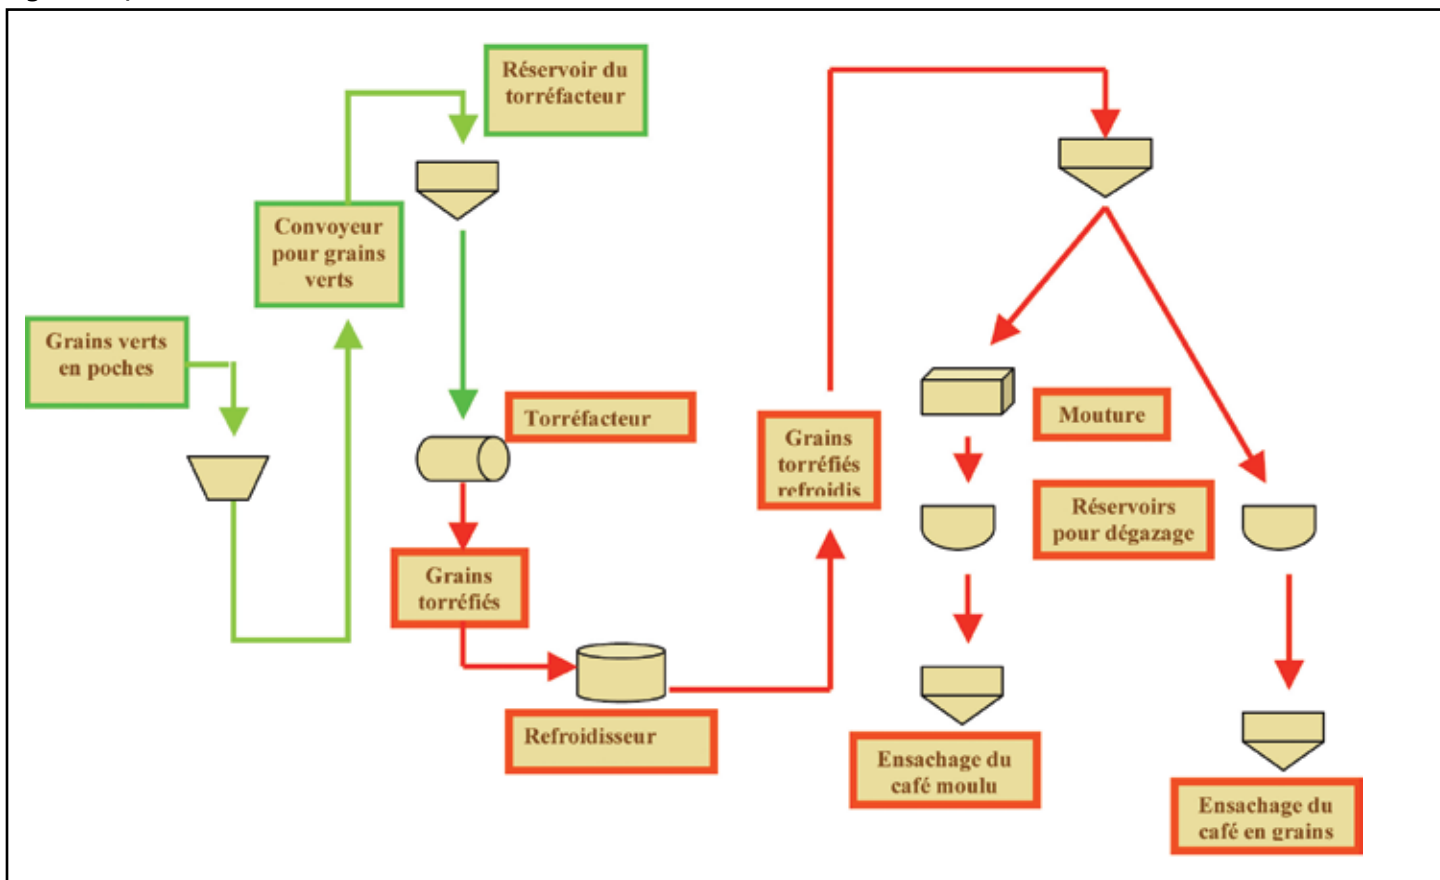 Réservoir du
torréfacteur
Convoyeur
pour grains
verts
Grains verts
en poches
Torréfacteur
Grains
torréfiés
Refroidisseur
Grains
torréfiés
refroidis
Mouture
Réservoirs
pour dégazage
Ensachage du
café moulu
Ensachage du
café en grains